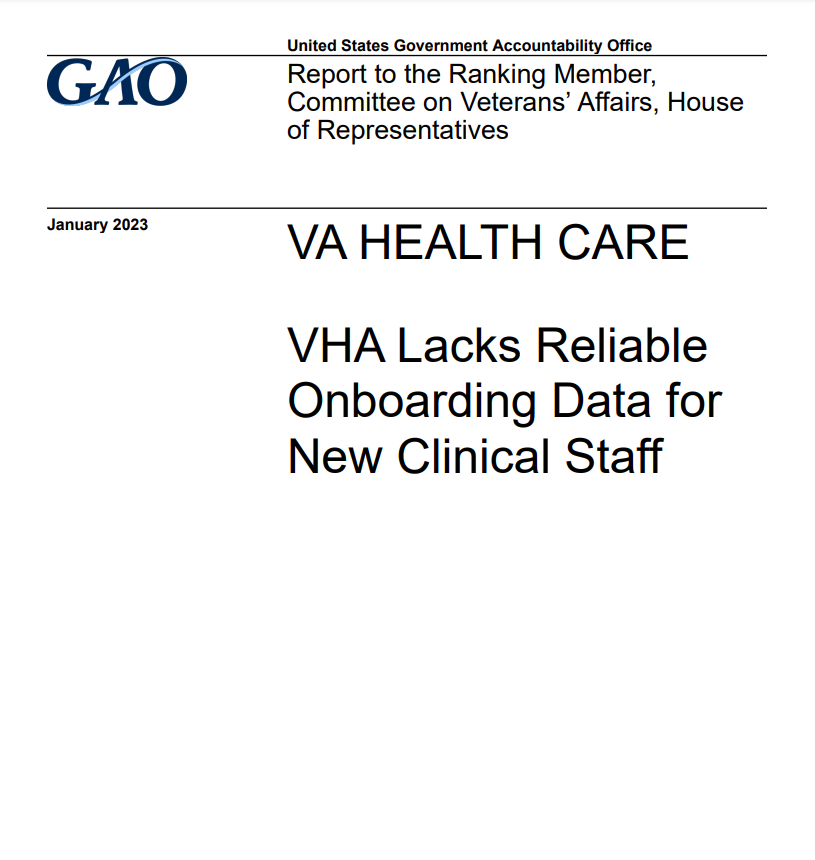 United States Government Accountability Office
GAO
Report to the Ranking Member,
Committee on Veterans’ Affairs, House
of Representatives
January 2023
VA HEALTH CARE
VHA Lacks Reliable
Onboarding Data for
New Clinical Staff